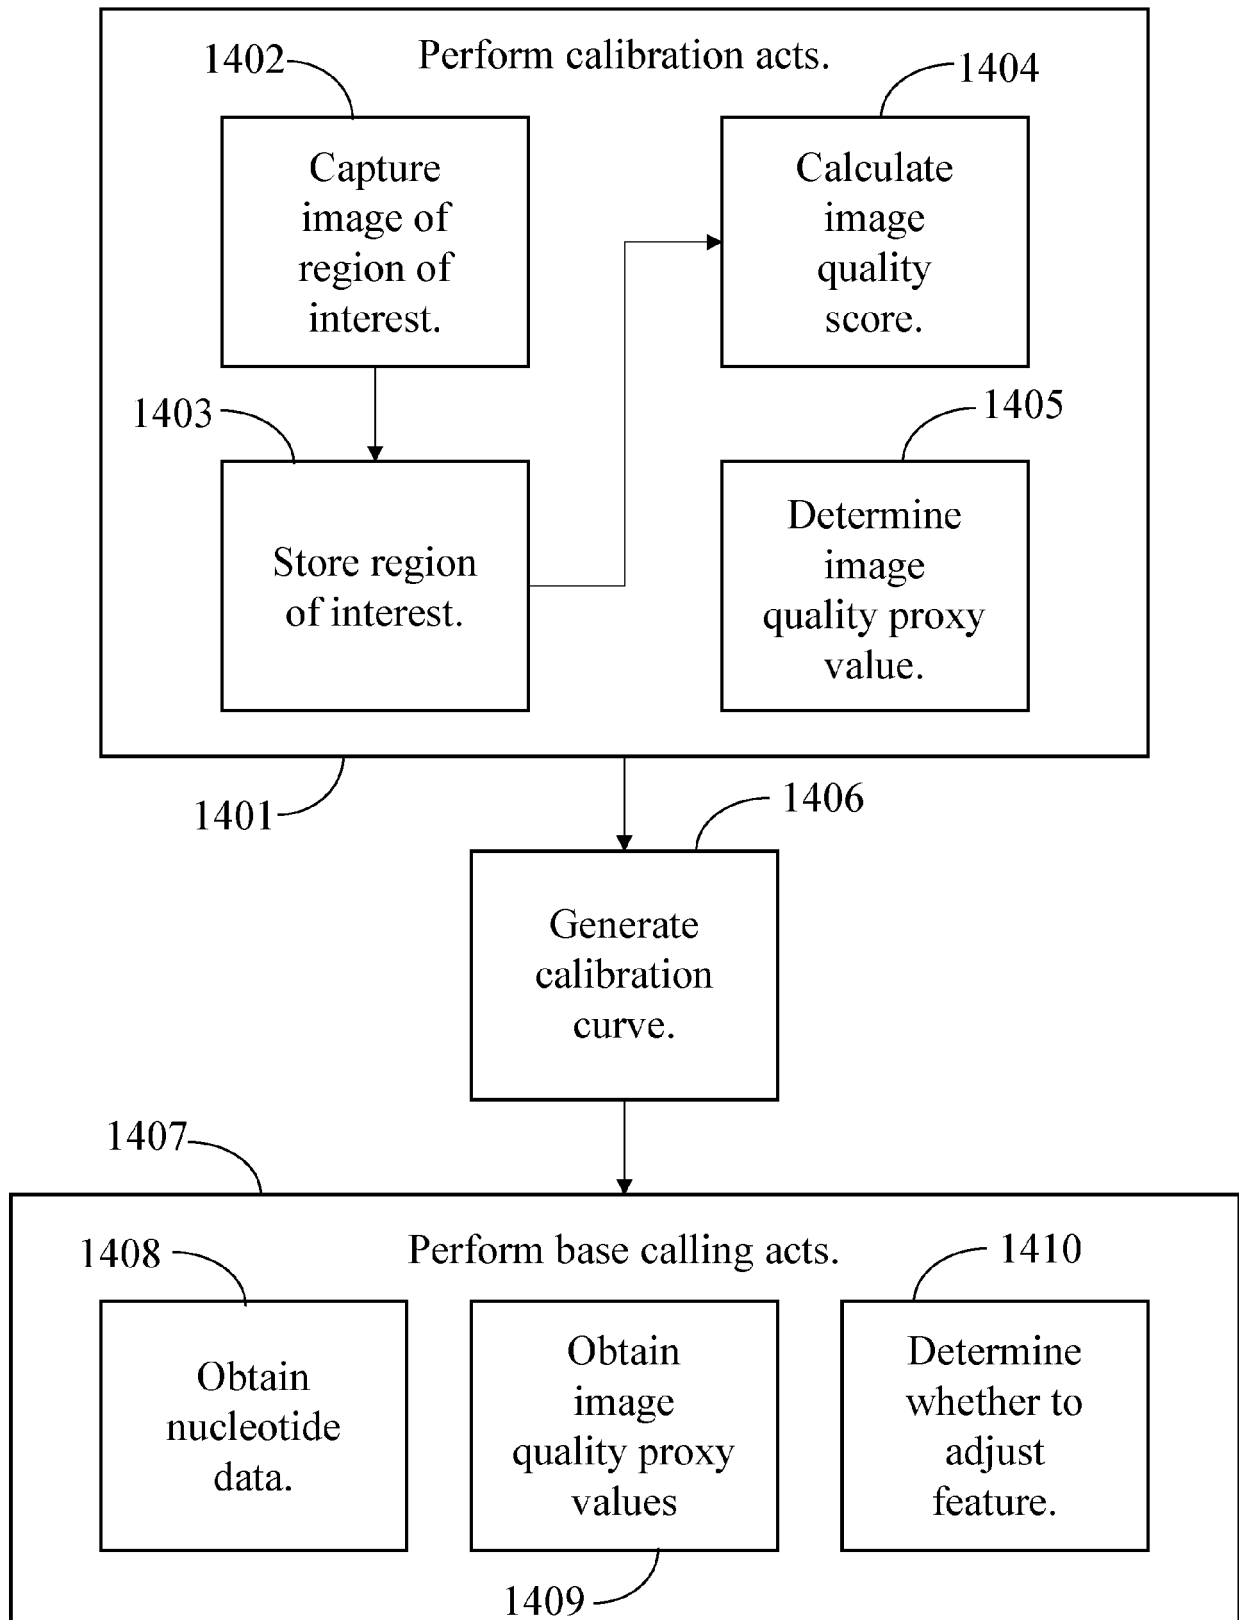 Perform calibration acts.
1402
1404
Capture
image of
region of
interest.
Calculate
image
quality
score.
1403
1405
Store region
of interest.
Determine
image
quality proxy
value.
1401
1406
Generate
calibration
curve.
1407
Perform base calling acts.
1408
1410
Obtain
nucleotide
data.
Obtain
image
quality proxy
values
Determine
whether to
adjust
feature.
1409